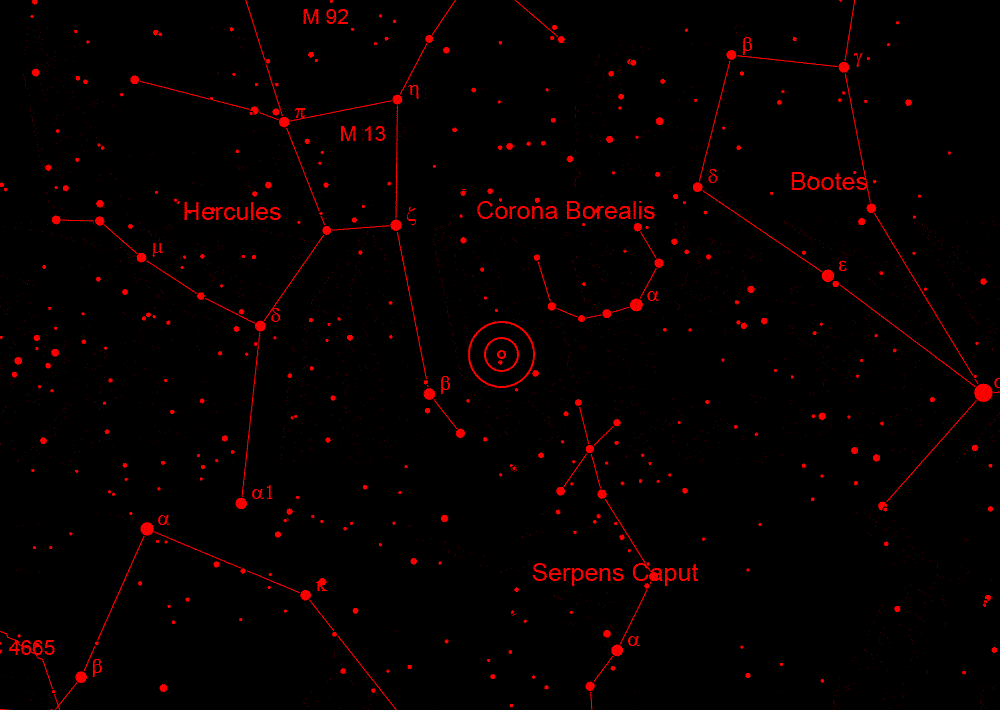 M 92
β
γ
η
π
M 13
δ
Bootes
Hercules
Corona Borealis
ζ
μ
ε
α
δ
β
α
α1
α
Serpens Caput
κ
α
4665
β